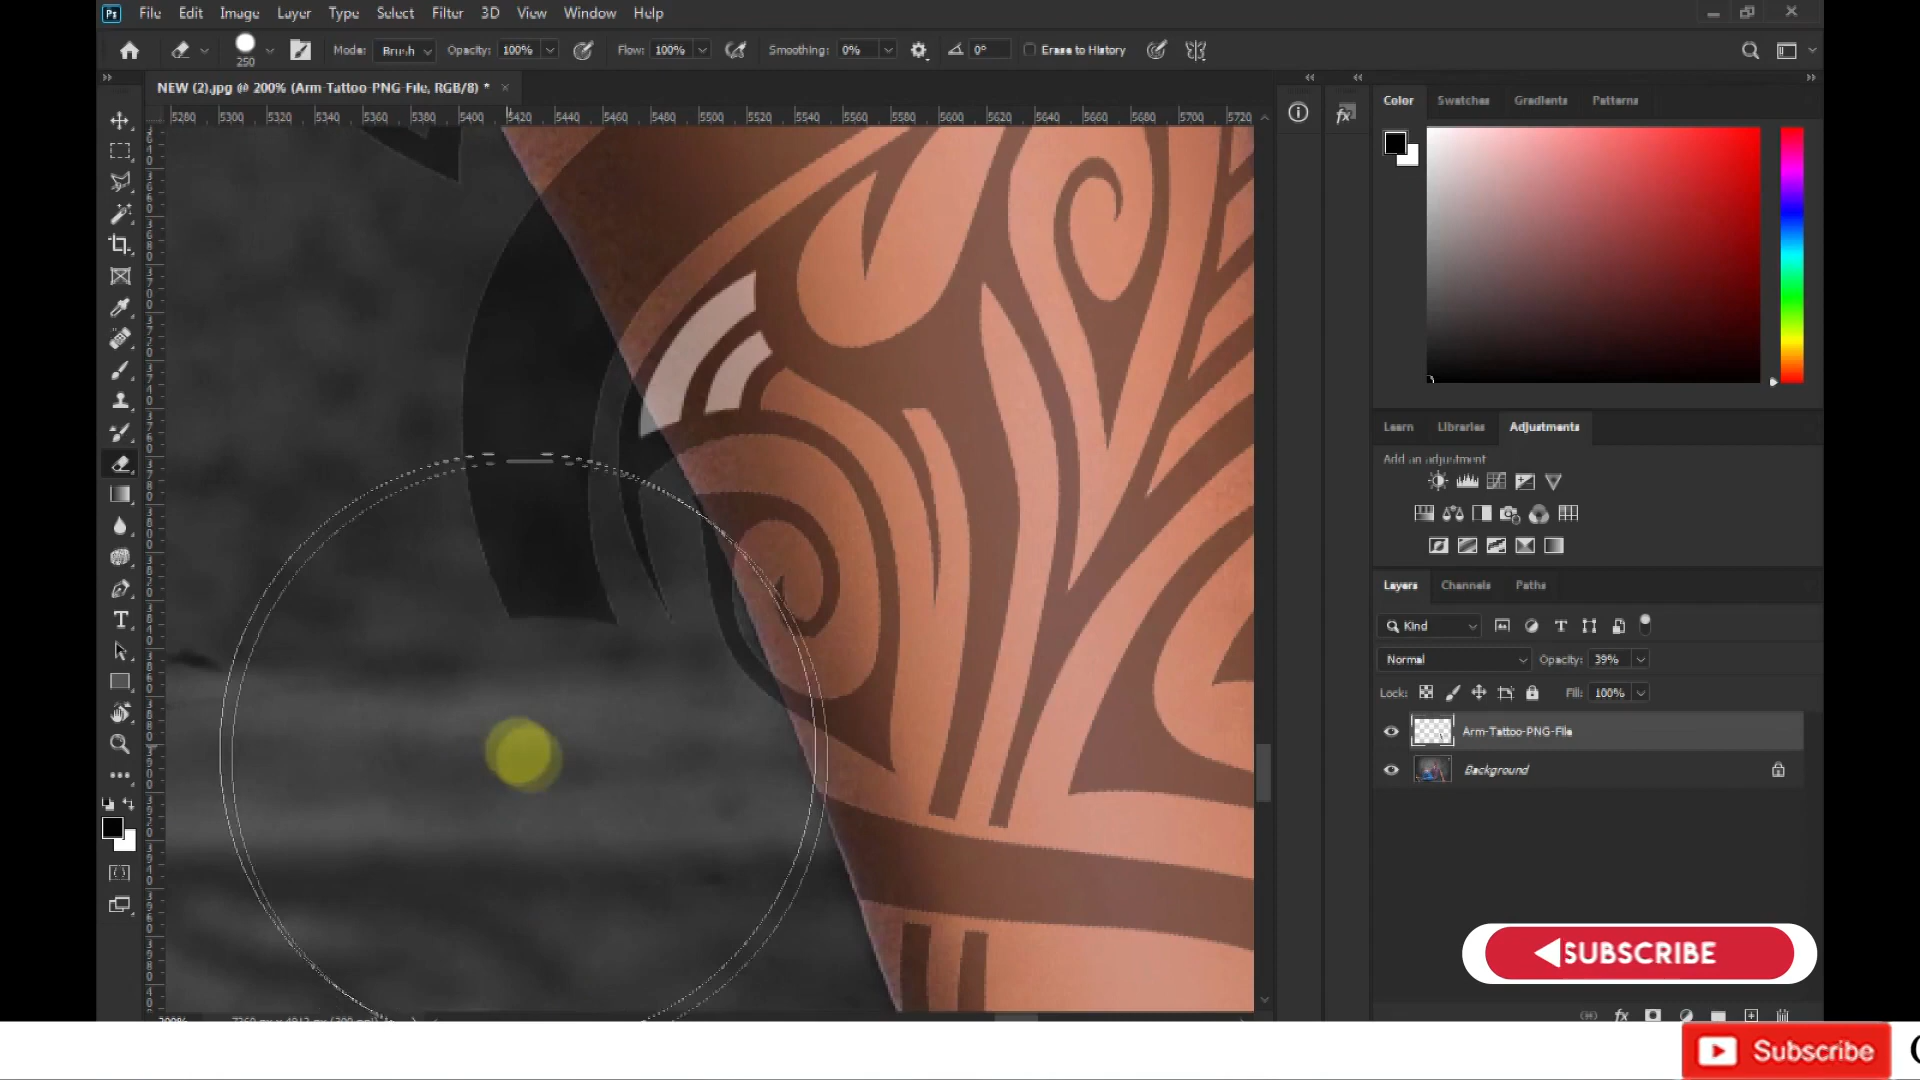 Ps File Edit Image Layer Type Select Filter 3D View Window Help
250 Mode: Brush Opacity: 100% Flow: 100% Smoothing: 0% 0° Erase to History
NEW (2).jpg @ 200% (Arm-Tattoo-PNG-File, RGB/8) * ×
5280 5300 5320 5340 5360 5380 5400 5420 5440 5460 5480 5500 5520 5540 5560 5580 5600 5620 5640 5660 5680 5700 5720
Color Swatches Gradients Patterns
Learn Libraries Adjustments
Add an adjustment
Layers Channels Paths
Kind
Normal Opacity: 39%
Lock: Fill: 100%
Arm-Tattoo-PNG-File
Background
SUBSCRIBE
fx
Subscribe